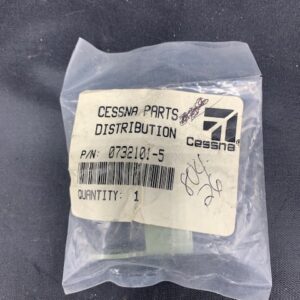 CESSNA PARTS
DISTRIBUTION
Cessna®
P/N: 0732101-5
QUANTITY: 1